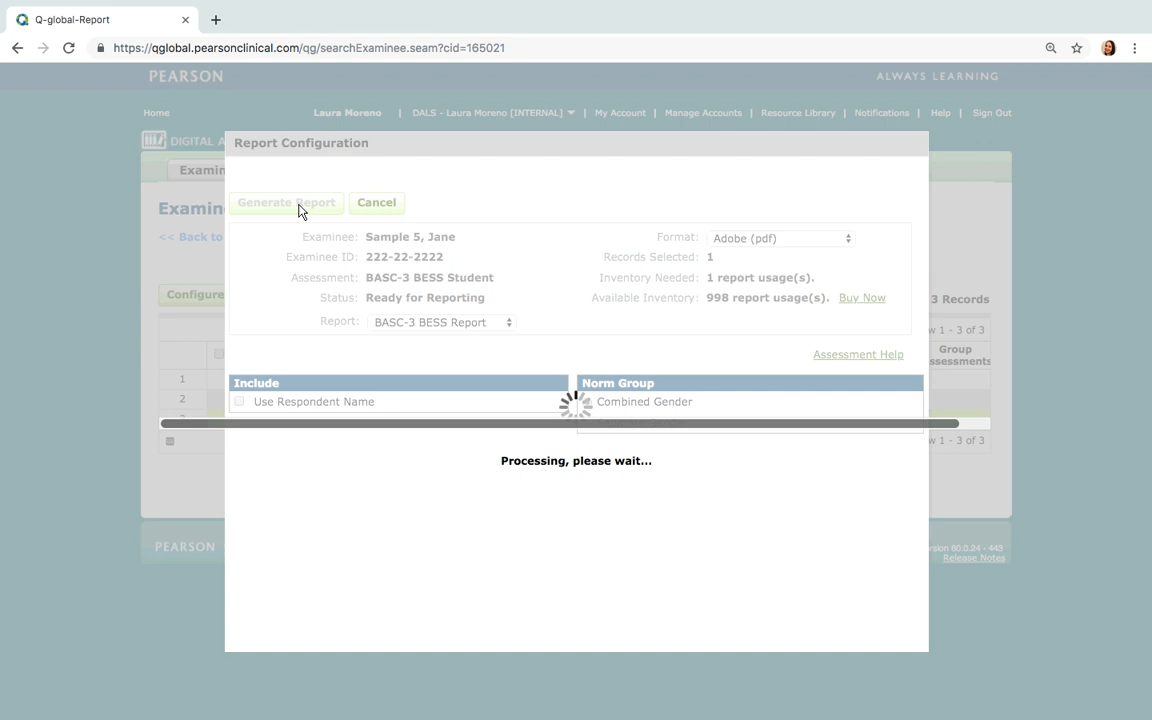 Q-global-Report
https://qglobal.pearsonclinical.com/qg/searchExaminee.seam?cid=165021
PEARSON
ALWAYS LEARNING
Home
Laura Moreno | DALS - Laura Moreno [INTERNAL] | My Account | Manage Accounts | Resource Library | Notifications | Help | Sign Out
DIGITAL A
Report Configuration
Examin
Generate Report Cancel
Examin
<< Back to
Examinee: Sample 5, Jane
Format: Adobe (pdf)
Examinee ID: 222-22-2222
Records Selected: 1
Assessment: BASC-3 BESS Student
Inventory Needed: 1 report usage(s).
Status: Ready for Reporting
Available Inventory: 998 report usage(s). Buy Now
Configure
3 Records
Report: BASC-3 BESS Report
w 1 - 3 of 3
Group
ssessments
Assessment Help
1
Include
Norm Group
2
Use Respondent Name
Combined Gender
w 1 - 3 of 3
Processing, please wait...
PEARSON
rsion 60.0.24 - 443
Release Notes